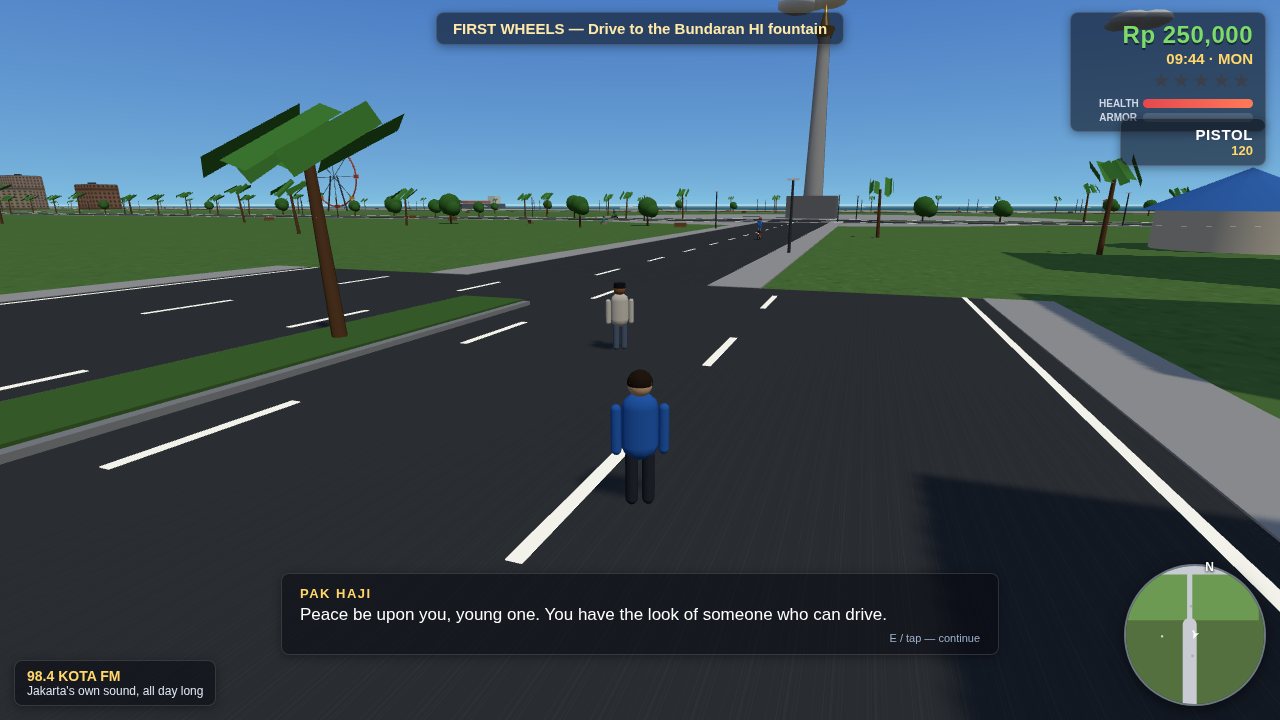 FIRST WHEELS — Drive to the Bundaran HI fountain
Rp 250,000
09:44 · MON
HEALTH
ARMOR
PISTOL
120
PAK HAJI
Peace be upon you, young one. You have the look of someone who can drive.
E / tap — continue
98.4 KOTA FM
Jakarta's own sound, all day long
N